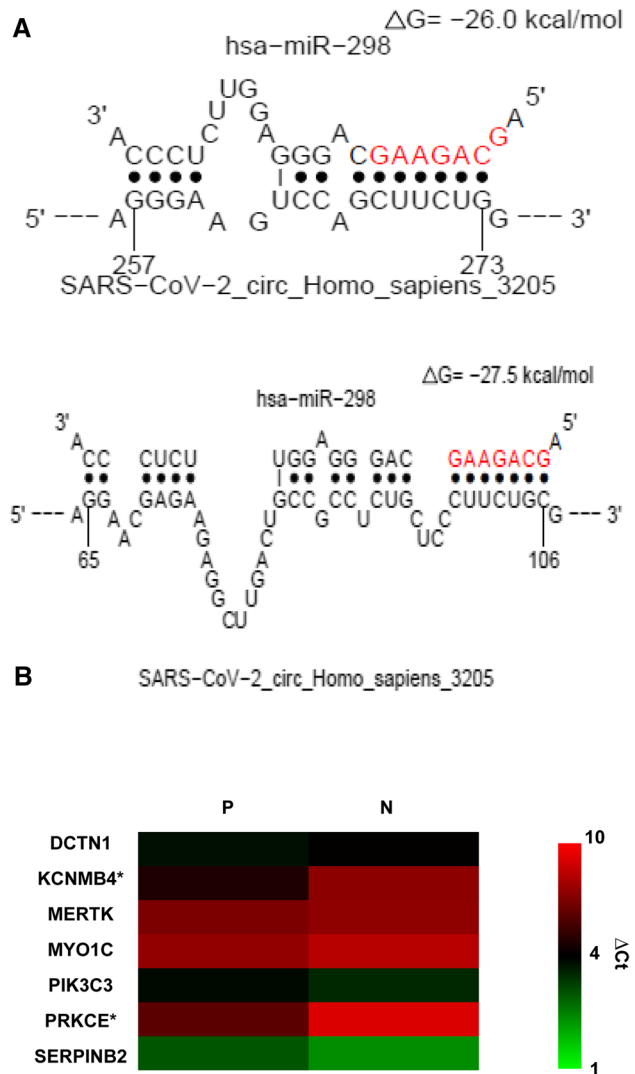 A
△G= −26.0 kcal/mol
hsa−miR−298
UG
U G 5'
3' C A A
A CCCU GGG A CGAAGAC G
5' −−− A GGGA A G UCC A GCUUCUG G −−− 3'
257 273
SARS−CoV−2_circ_Homo_sapiens_3205
△G= −27.5 kcal/mol
hsa−miR−298
3' 5'
A A A
CC CUCU UGG GG GAC GAAGACG
5' −−− A GG A A C GAGA A G A G G CU U G A C U GCC G CC U CUG C UC C CUUCUGC G −−− 3'
65 106
B
SARS−CoV−2_circ_Homo_sapiens_3205
P N
DCTN1
KCNMB4*
MERTK
MYO1C
PIK3C3
PRKCE*
SERPINB2
10
4
1
ΔCt